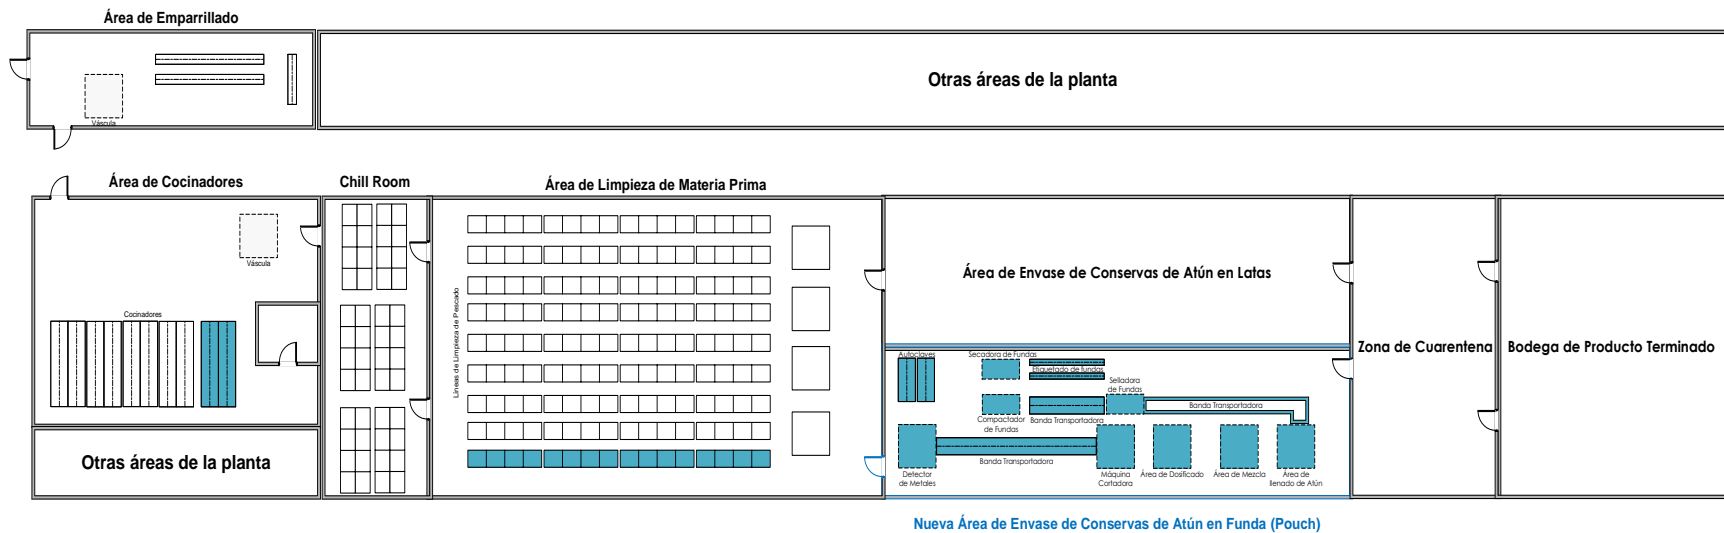 Área de Emparrillado
Otras áreas de la planta
Váscula
Área de Cocinadores
Chill Room
Área de Limpieza de Materia Prima
Váscula
Cocinadores
Líneas de Limpieza de Pescado
Otras áreas de la planta
Área de Envase de Conservas de Atún en Latas
Zona de Cuarentena
Bodega de Producto Terminado
Autoclaves
Secadora de Fundas
Etiquetado de fundas
Selladora
de Fundas
Compactador
de Fundas
Banda Transportadora
Banda Transportadora
Banda Transportadora
Detector
de Metales
Máquina
Cortadora
Área de Dosificado
Área de Mezcla
Área de
llenado de Atún
Nueva Área de Envase de Conservas de Atún en Funda (Pouch)